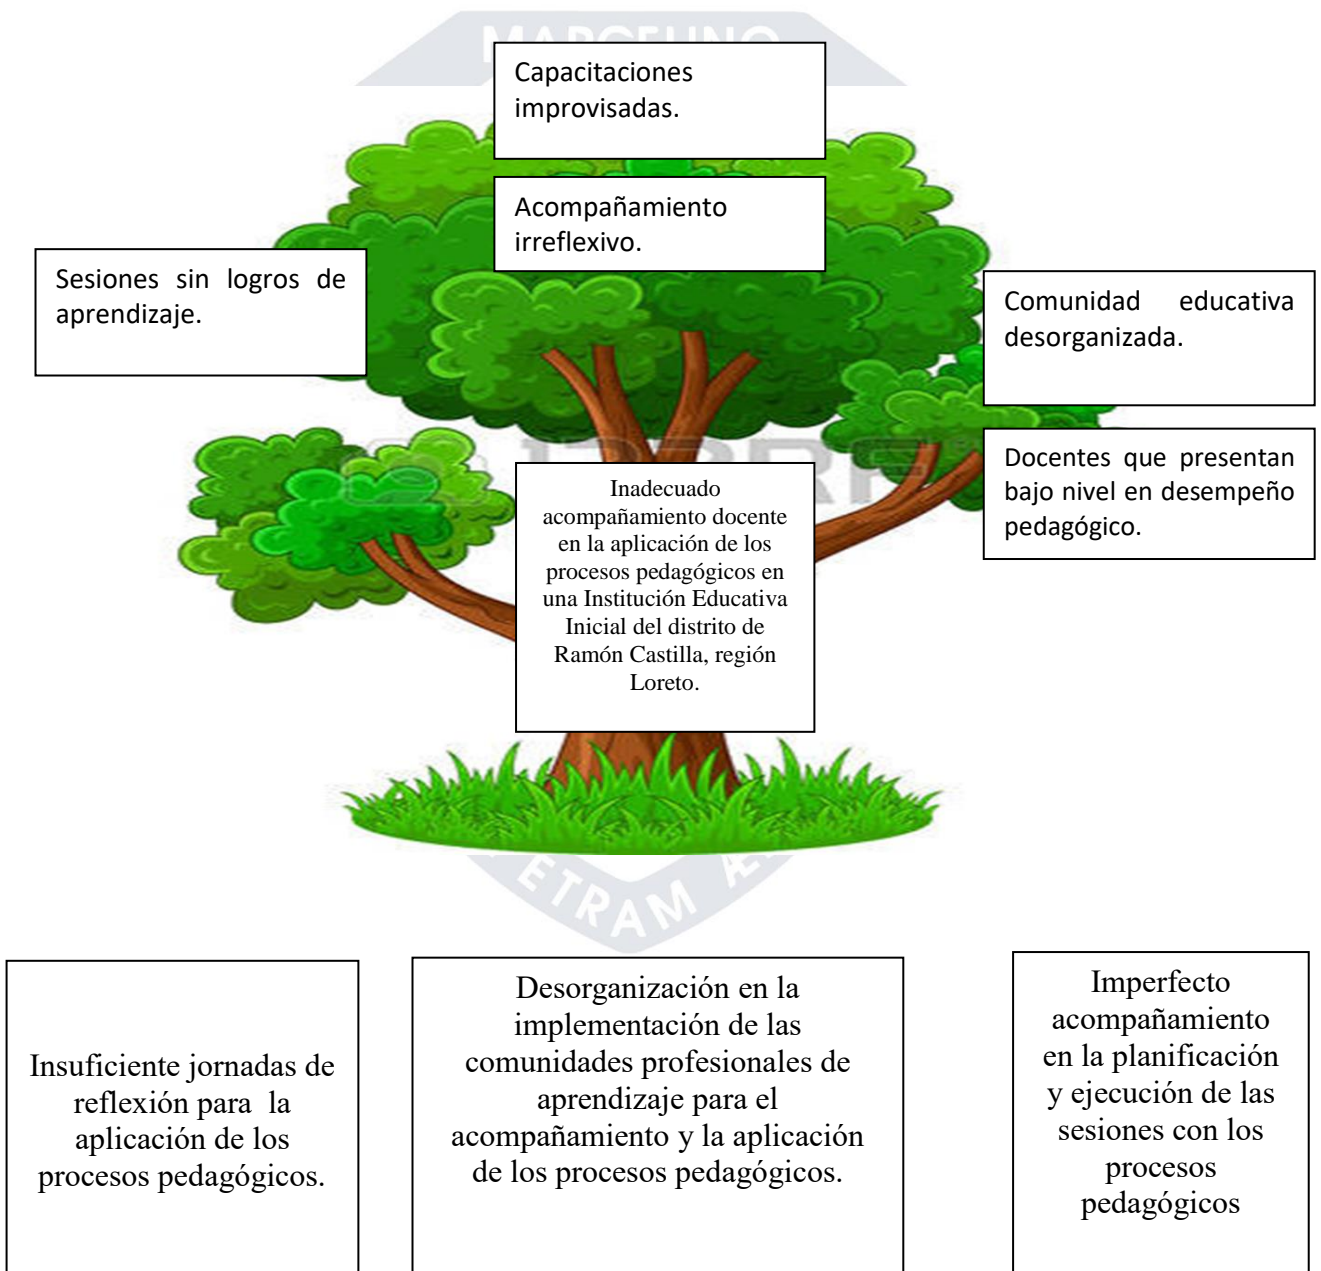 MARCELINO
Capacitaciones
improvisadas.
Acompañamiento
irreflexivo.
Sesiones sin logros de
aprendizaje.
Comunidad educativa
desorganizada.
Docentes que presentan
bajo nivel en desempeño
pedagógico.
Inadecuado
acompañamiento docente
en la aplicación de los
procesos pedagógicos en
una Institución Educativa
Inicial del distrito de
Ramón Castilla, región
Loreto.
PETRAM
Insuficiente jornadas de
reflexión para la
aplicación de los
procesos pedagógicos.
Desorganización en la
implementación de las
comunidades profesionales de
aprendizaje para el
acompañamiento y la aplicación
de los procesos pedagógicos.
Imperfecto
acompañamiento
en la planificación
y ejecución de las
sesiones con los
procesos
pedagógicos